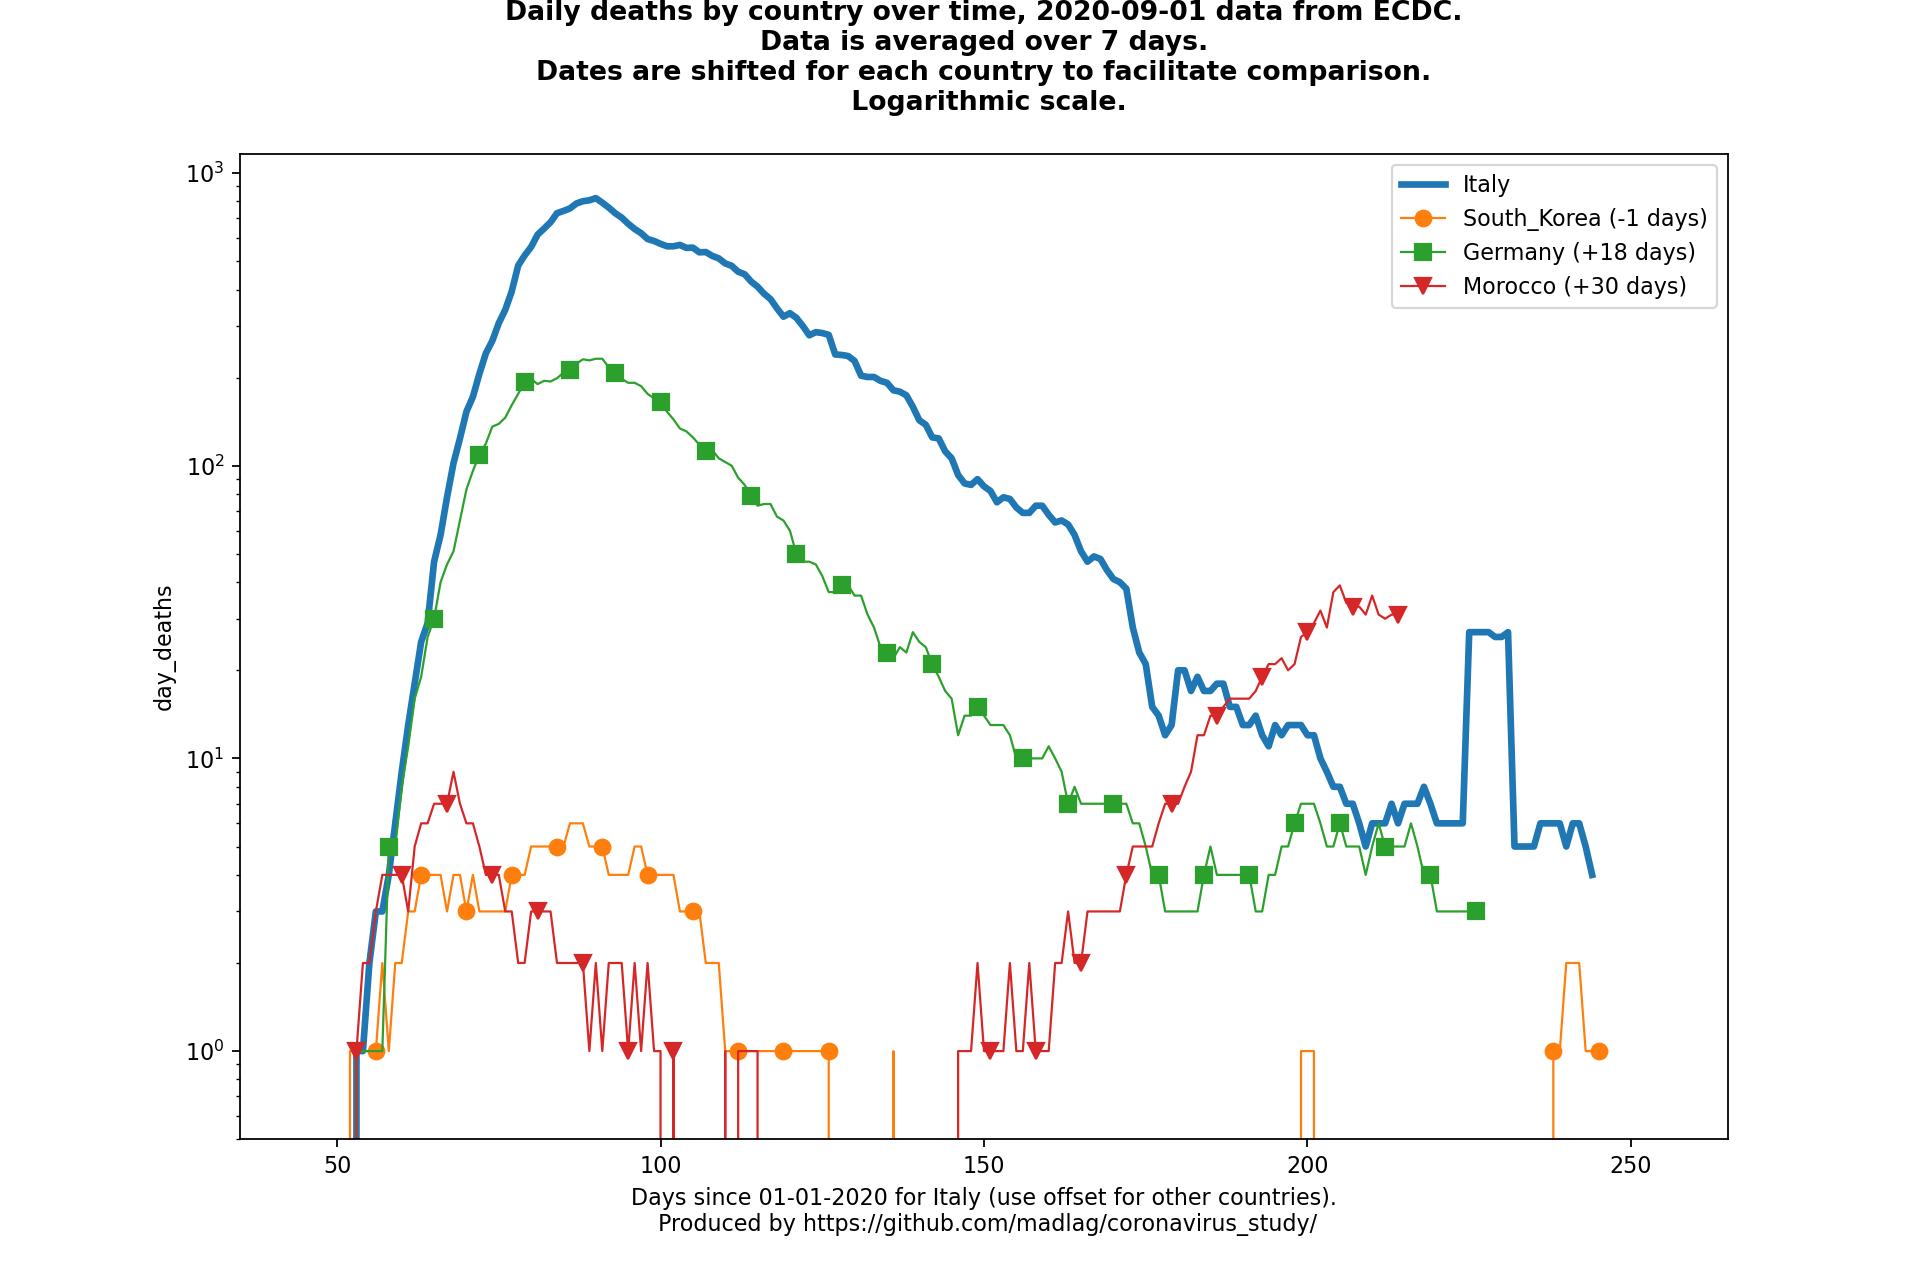 Daily deaths by country over time, 2020-09-01 data from ECDC.
Data is averaged over 7 days.
Dates are shifted for each country to facilitate comparison.
Logarithmic scale.
10³
10²
10¹
10⁰
day_deaths
Italy
South_Korea (-1 days)
Germany (+18 days)
Morocco (+30 days)
50 100 150 200 250
Days since 01-01-2020 for Italy (use offset for other countries).
Produced by https://github.com/madlag/coronavirus_study/